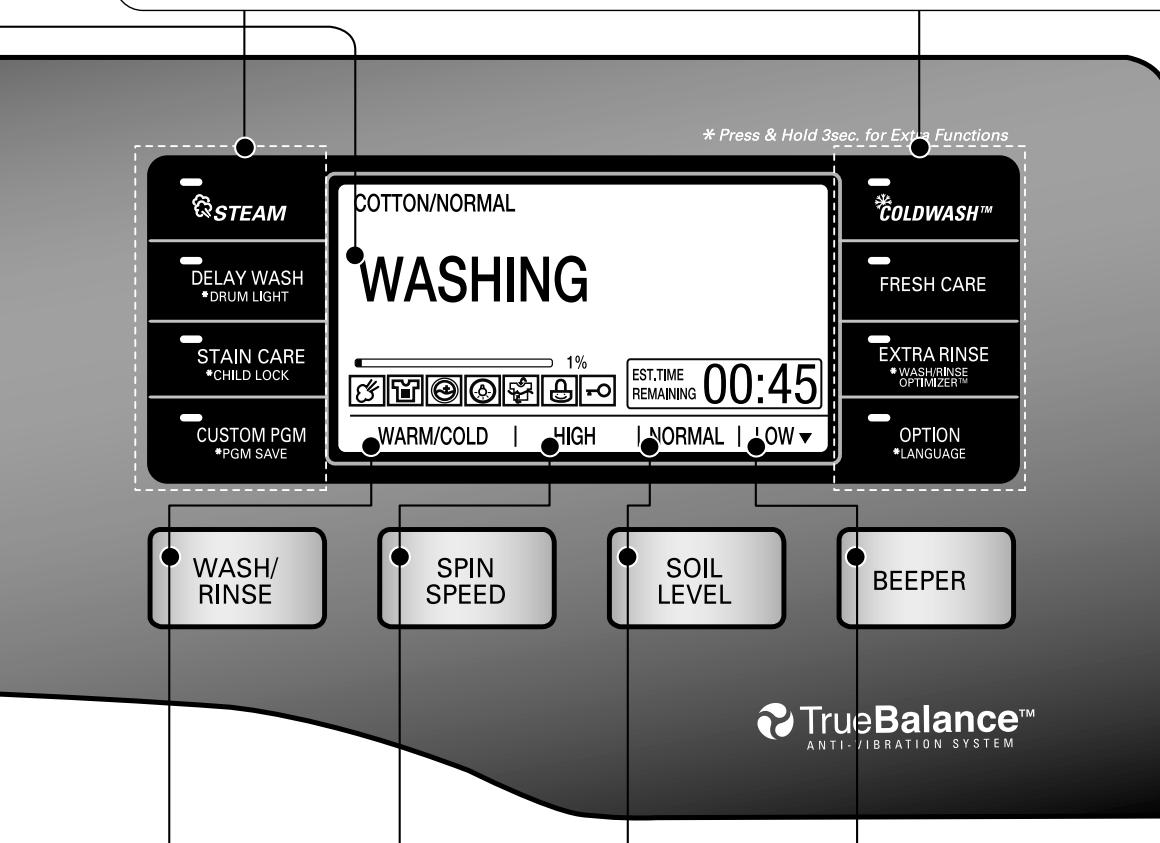 * Press & Hold 3sec. for Extra Functions
STEAM
DELAY WASH
*DRUM LIGHT
STAIN CARE
*CHILD LOCK
CUSTOM PGM
*PGM SAVE
COTTON/NORMAL
WASHING
1%
EST.TIME
REMAINING 00:45
WARM/COLD | HIGH | NORMAL | LOW ▼
COLDWASH™
FRESH CARE
EXTRA RINSE
*WASH/RINSE
OPTIMIZER™
OPTION
*LANGUAGE
WASH/
RINSE
SPIN
SPEED
SOIL
LEVEL
BEEPER
TrueBalance™
ANTI-VIBRATION SYSTEM